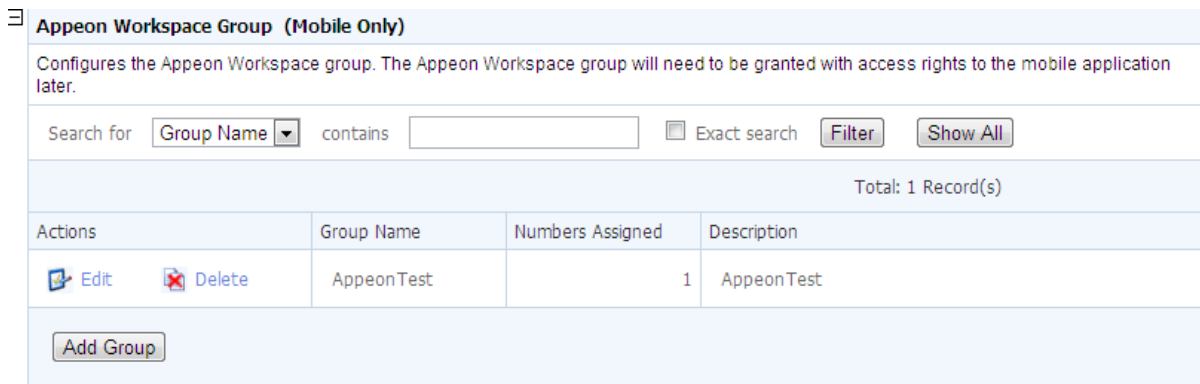 Appeon Workspace Group (Mobile Only)
Configures the Appeon Workspace group. The Appeon Workspace group will need to be granted with access rights to the mobile application
later.
Search for Group Name contains Exact search Filter Show All
Total: 1 Record(s)
Actions Group Name Numbers Assigned Description
Edit Delete AppeonTest 1 AppeonTest
Add Group